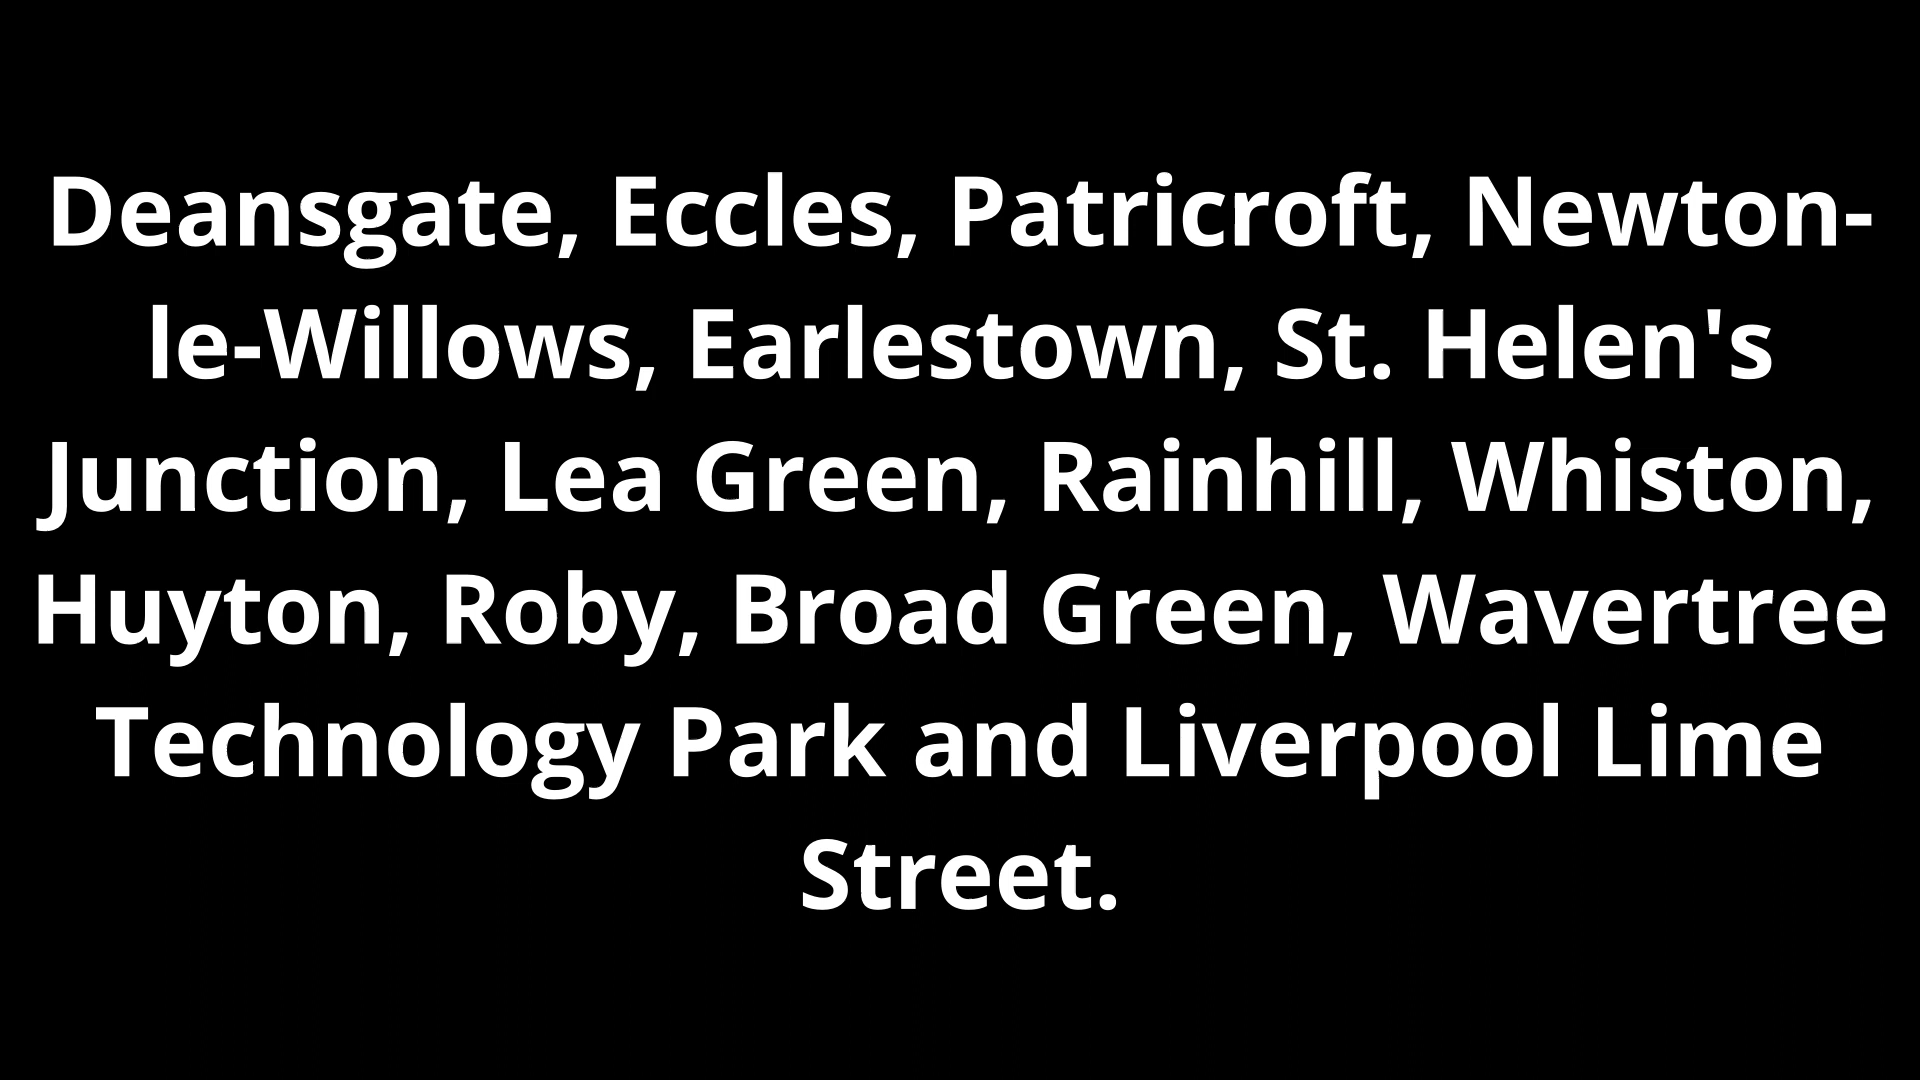 Deansgate, Eccles, Patricroft, Newton-
le-Willows, Earlestown, St. Helen's
Junction, Lea Green, Rainhill, Whiston,
Huyton, Roby, Broad Green, Wavertree
Technology Park and Liverpool Lime
Street.